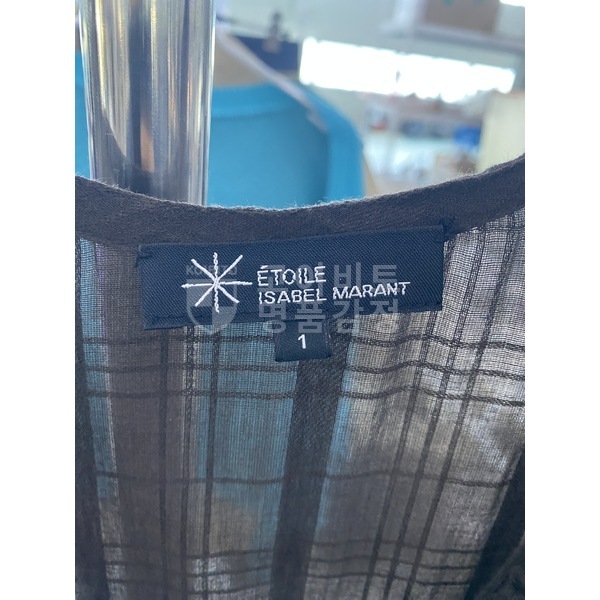 ÉTOILE
ISABEL MARANT
1
명품감정